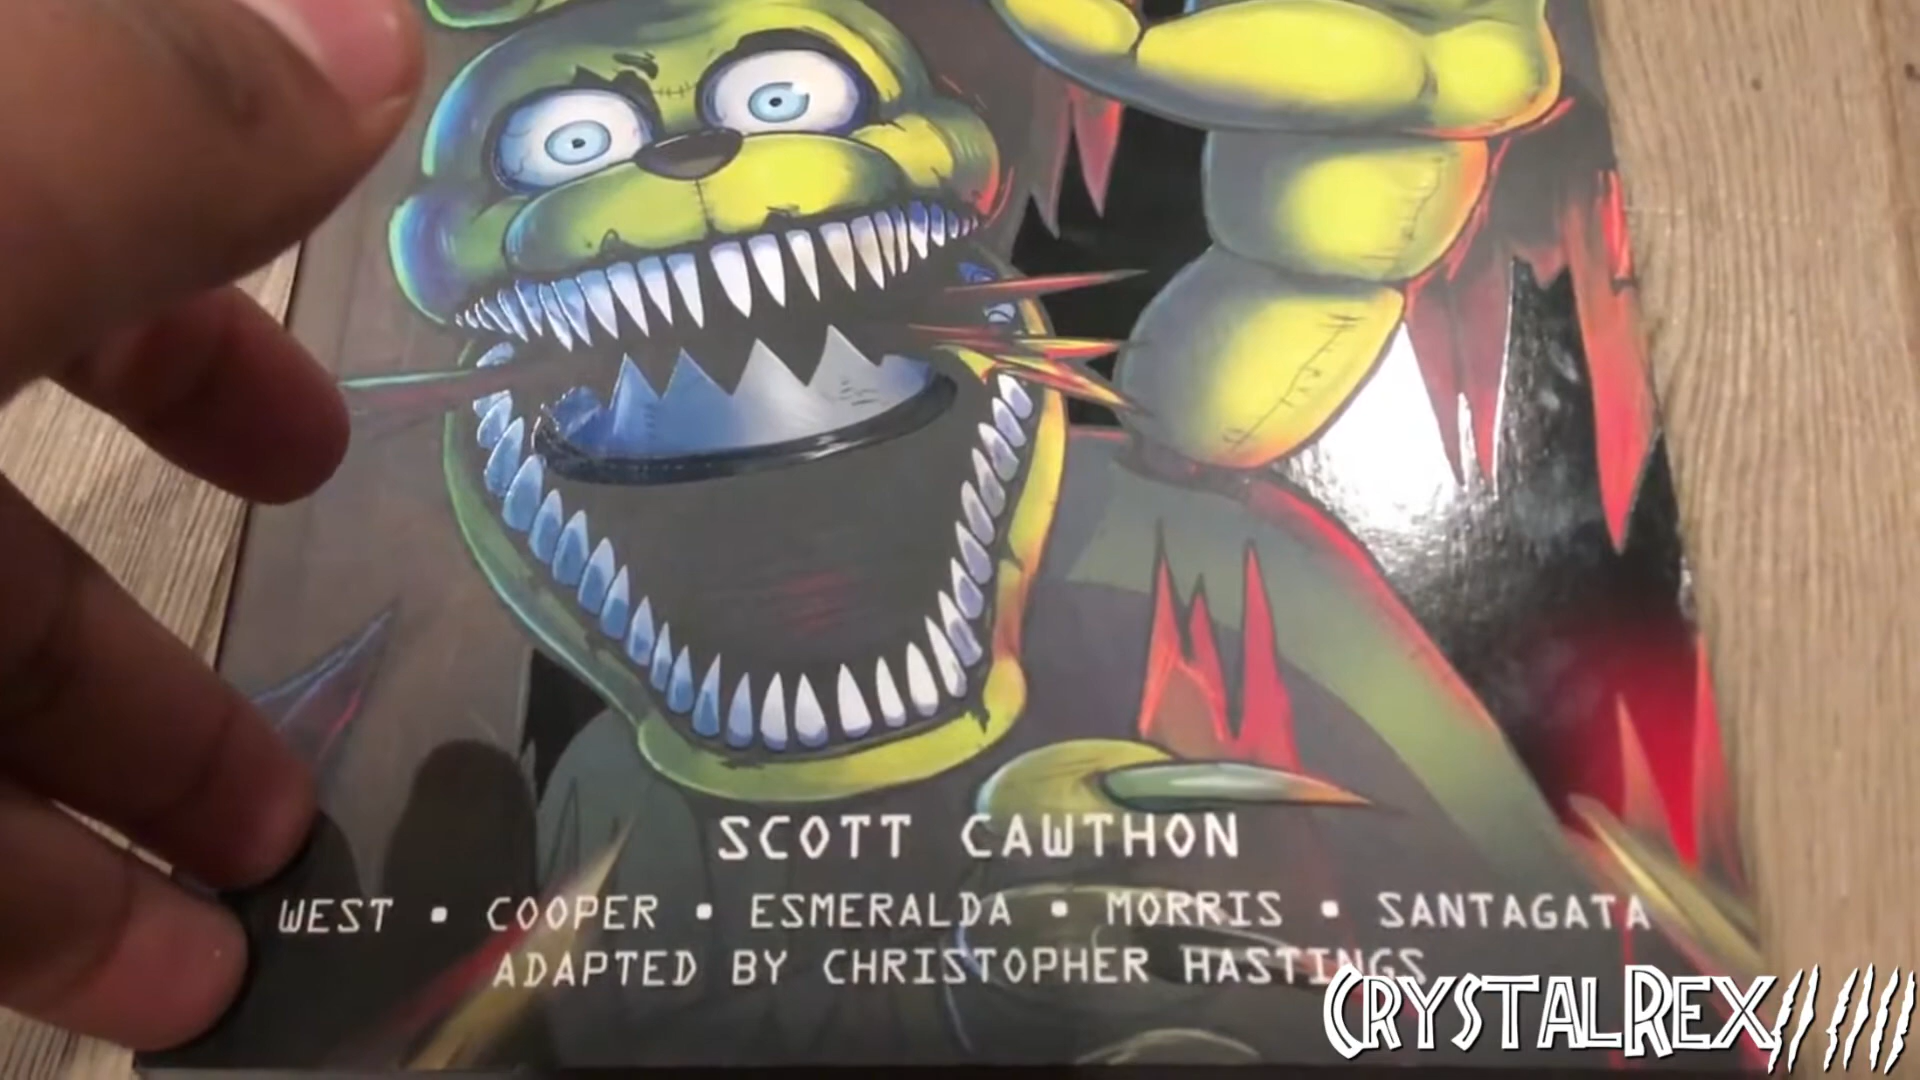 SCOTT CAWTHON
WEST • COOPER • ESMERALDA • MORRIS • SANTAGATA
ADAPTED BY CHRISTOPHER HASTINGS
CRYSTALREX